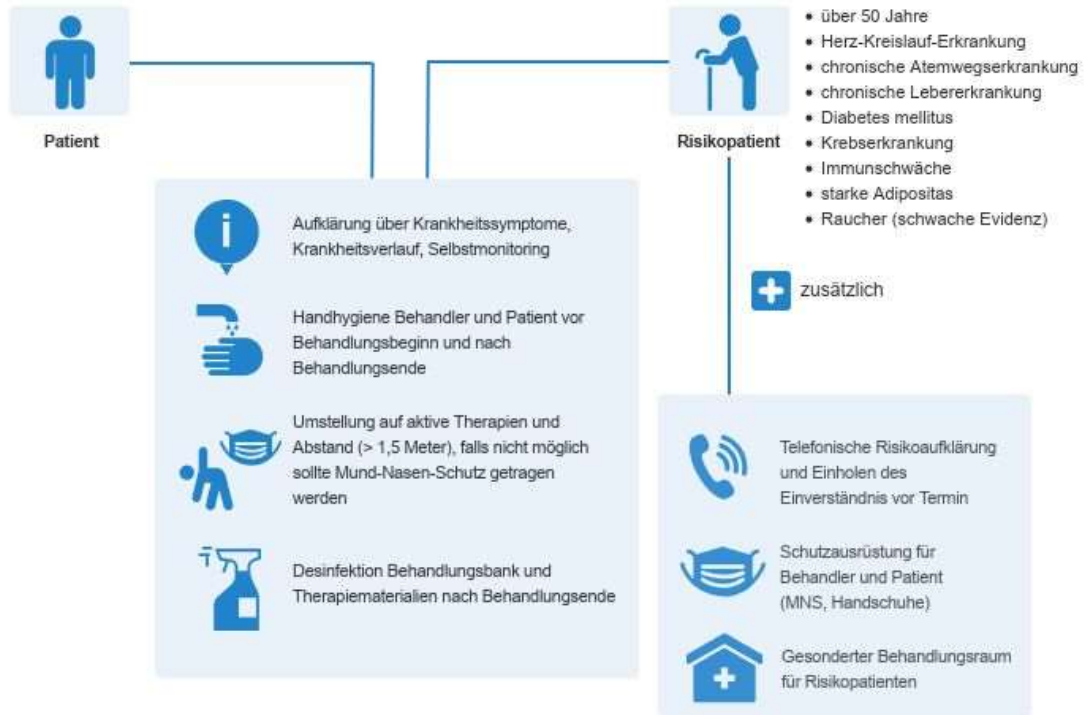 Patient
Risikopatient
• über 50 Jahre
• Herz-Kreislauf-Erkrankung
• chronische Atemwegserkrankung
• chronische Lebererkrankung
• Diabetes mellitus
• Krebserkrankung
• Immunschwäche
• starke Adipositas
• Raucher (schwache Evidenz)
Aufklärung über Krankheitssymptome,
Krankheitsverlauf, Selbstmonitoring
Handhygiene Behandler und Patient vor
Behandlungsbeginn und nach
Behandlungsende
Umstellung auf aktive Therapien und
Abstand (> 1,5 Meter), falls nicht möglich
sollte Mund-Nasen-Schutz getragen
werden
Desinfektion Behandlungsbank und
Therapiematerialien nach Behandlungsende
zusätzlich
Telefonische Risikoaufklärung
und Einholen des
Einverständnis vor Termin
Schutzausrüstung für
Behandler und Patient
(MNS, Handschuhe)
Gesonderter Behandlungsraum
für Risikopatienten